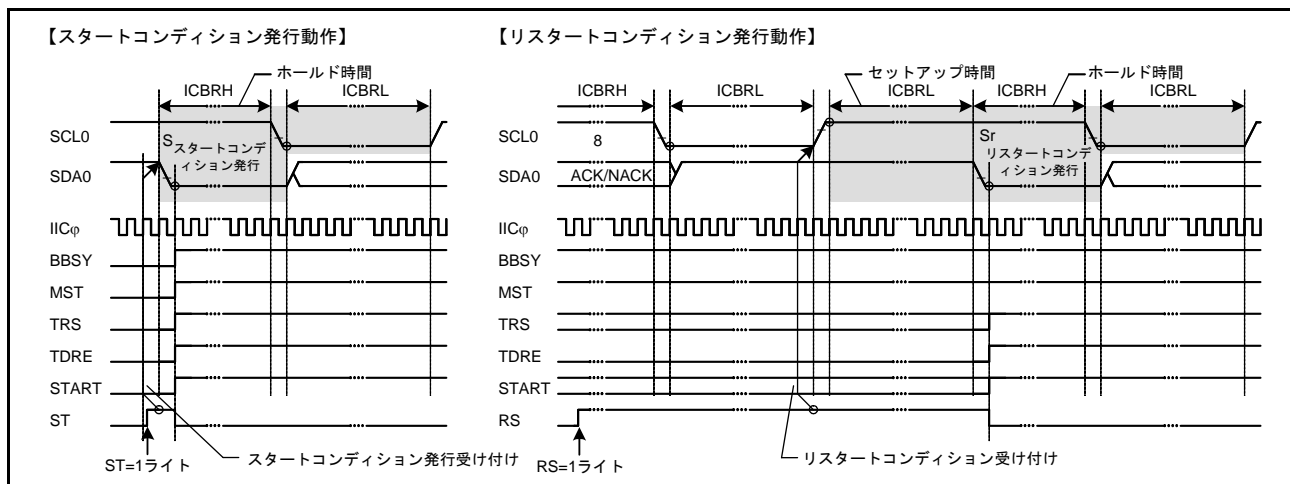 【スタートコンディション発行動作】
ホールド時間
ICBRH
ICBRL
SCL0
S
スタートコンデ
ィション発行
SDA0
IICφ
BBSY
MST
TRS
TDRE
START
ST
ST=1ライト
スタートコンディション発行受け付け
【リスタートコンディション発行動作】
セットアップ時間
ホールド時間
ICBRH
ICBRL
ICBRL
ICBRH
ICBRL
SCL0
8
Sr
リスタートコンデ
ィション発行
SDA0
ACK/NACK
IICφ
BBSY
MST
TRS
TDRE
START
RS
RS=1ライト
リスタートコンディション受け付け